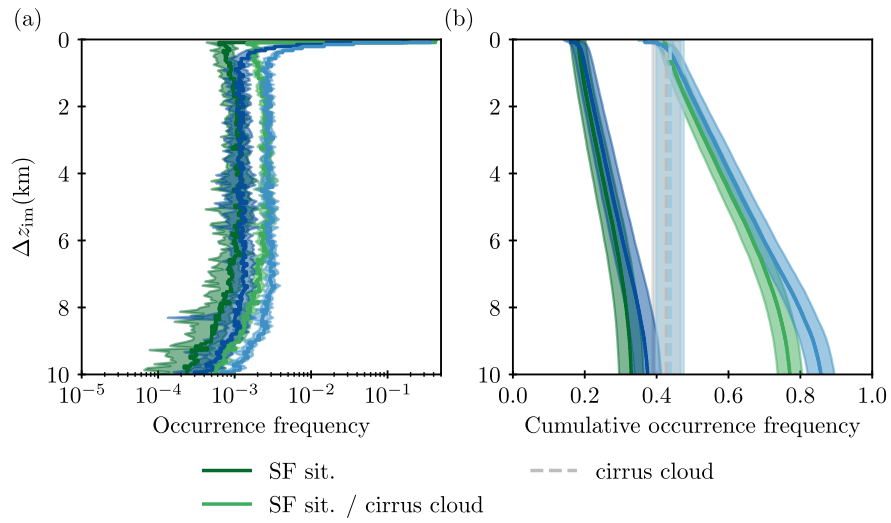 (a)
(b)
0
2
4
6
8
10
Δz_im(km)
10^−5
10^−4
10^−3
10^−2
10^−1
Occurrence frequency
0
2
4
6
8
10
0.0
0.2
0.4
0.6
0.8
1.0
Cumulative occurrence frequency
SF sit.
SF sit. / cirrus cloud
cirrus cloud